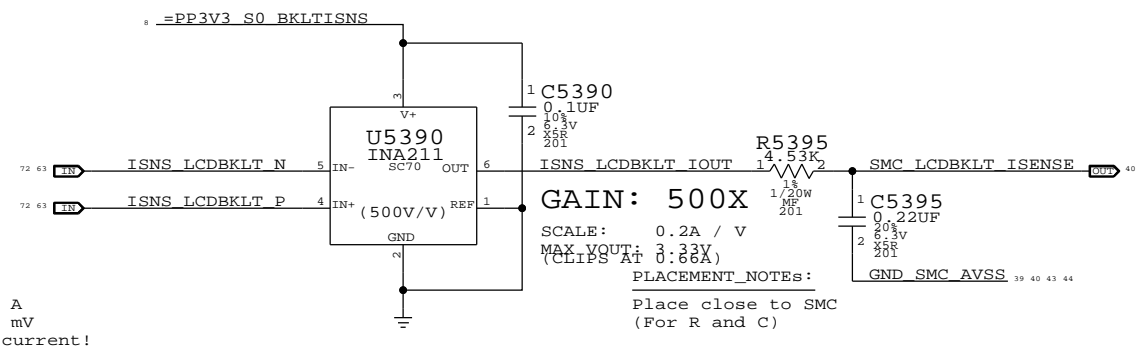 8 =PP3V3_S0_BKLTISNS
3
V+
U5390
INA211
SC70
1 C5390
0.1UF
10%
6.3V
X5R
201
2
72 63 IN ISNS_LCDBKLT_N 5 IN-
OUT 6 ISNS_LCDBKLT_IOUT
R5395
4.53K
1 2
1%
1/20W
MF
201
SMC_LCDBKLT_ISENSE OUT 40
72 63 IN ISNS_LCDBKLT_P 4 IN+
(500V/V) REF 1
GND
2
GAIN: 500X
SCALE: 0.2A / V
MAX VOUT: 3.33V
(CLIPS AT 0.66A)
1 C5395
0.22UF
20%
6.3V
X5R
201
2
GND_SMC_AVSS 39 40 43 44
PLACEMENT_NOTEs:
Place close to SMC
(For R and C)
A
mV
current!